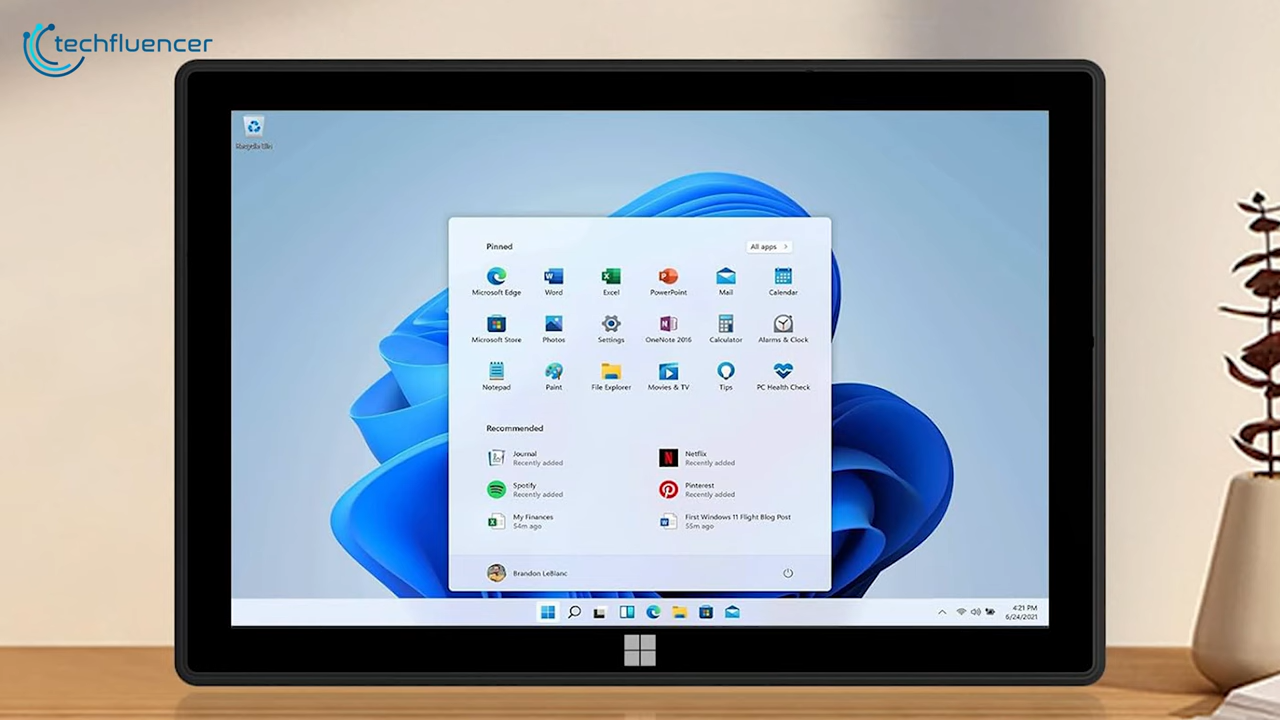 techfluencer
Recycle Bin
Pinned
All apps >
Microsoft Edge
Word
Excel
PowerPoint
Mail
Calendar
Microsoft Store
Photos
Settings
OneNote 2016
Calculator
Alarms & Clock
Notepad
Paint
File Explorer
Movies & TV
Tips
PC Health Check
Recommended
Journal
Recently added
Netflix
Recently added
Spotify
Recently added
Pinterest
Recently added
My Finances
54m ago
First Windows 11 Flight Blog Post
55m ago
Brandon LeBlanc
4:21 PM
6/24/2021